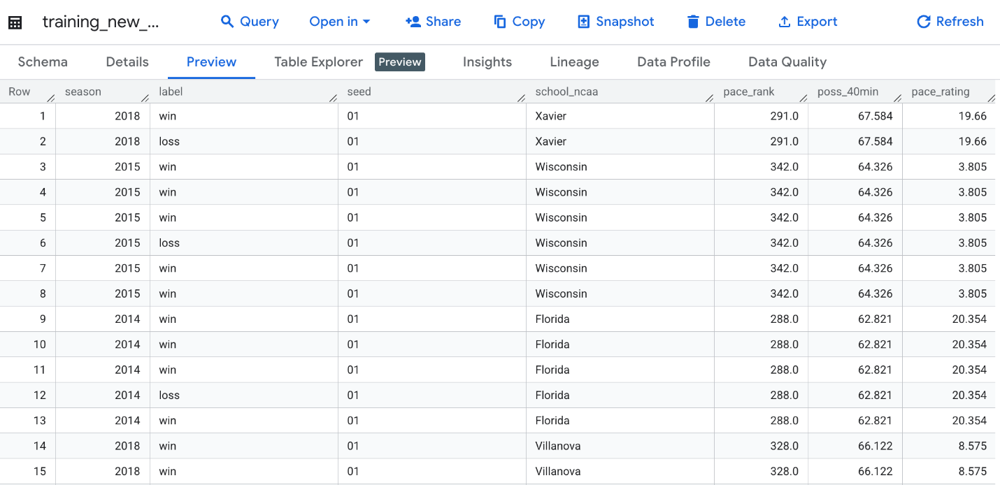 training_new_... Query Open in Share Copy Snapshot Delete Export Refresh
Schema Details Preview Table Explorer Preview Insights Lineage Data Profile Data Quality
Row season label seed school_ncaa pace_rank poss_40min pace_rating
1 2018 win 01 Xavier 291.0 67.584 19.66
2 2018 loss 01 Xavier 291.0 67.584 19.66
3 2015 win 01 Wisconsin 342.0 64.326 3.805
4 2015 win 01 Wisconsin 342.0 64.326 3.805
5 2015 win 01 Wisconsin 342.0 64.326 3.805
6 2015 loss 01 Wisconsin 342.0 64.326 3.805
7 2015 win 01 Wisconsin 342.0 64.326 3.805
8 2015 win 01 Wisconsin 342.0 64.326 3.805
9 2014 win 01 Florida 288.0 62.821 20.354
10 2014 win 01 Florida 288.0 62.821 20.354
11 2014 win 01 Florida 288.0 62.821 20.354
12 2014 loss 01 Florida 288.0 62.821 20.354
13 2014 win 01 Florida 288.0 62.821 20.354
14 2018 win 01 Villanova 328.0 66.122 8.575
15 2018 win 01 Villanova 328.0 66.122 8.575